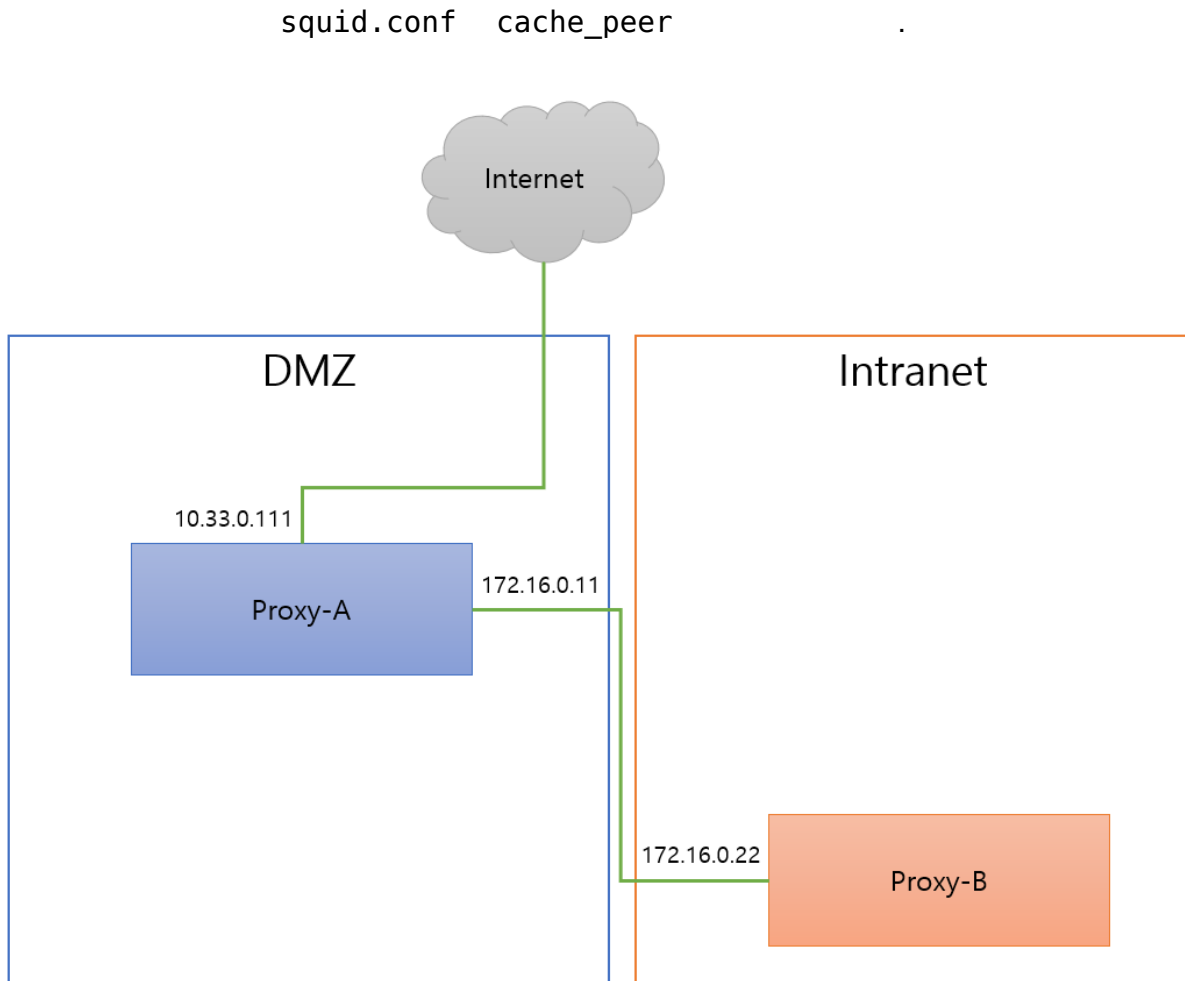 squid.conf cache_peer .
Internet
DMZ
Intranet
10.33.0.111
172.16.0.11
Proxy-A
172.16.0.22
Proxy-B